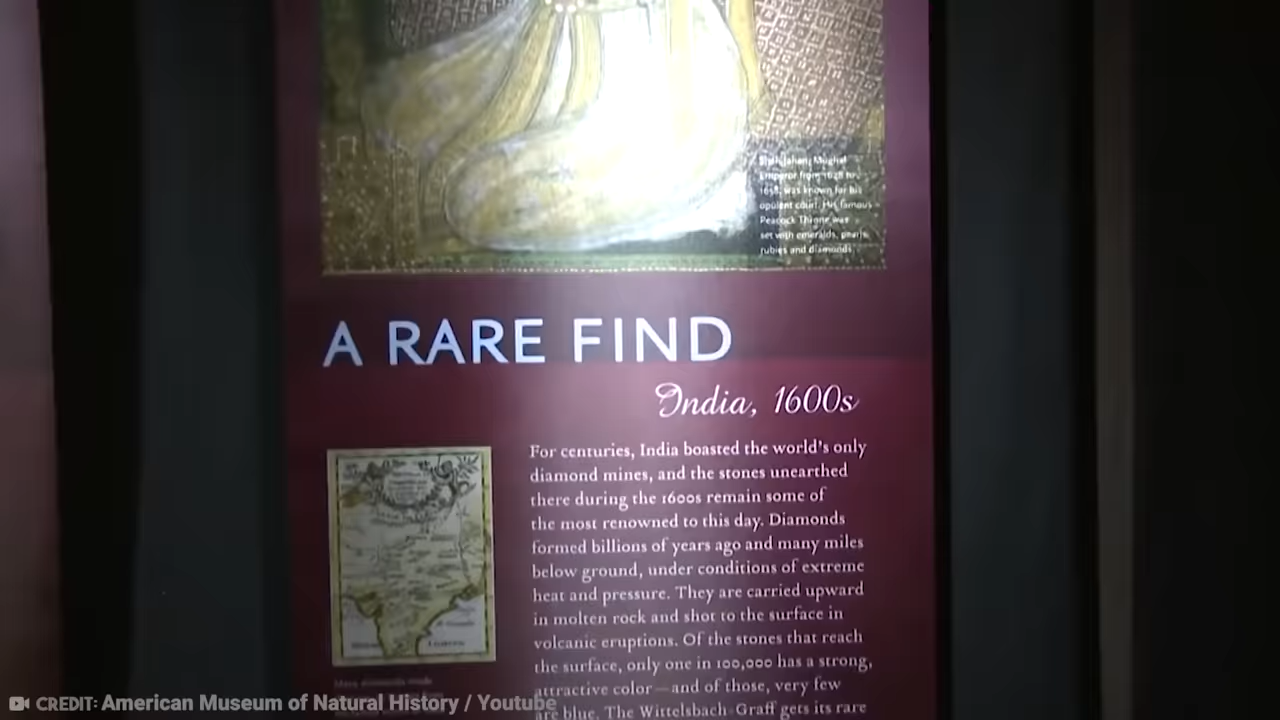 Shah Jahan, Mughal
Emperor from 1628 to
1658, was known for his
opulent court. His famous
Peacock Throne was
set with emeralds, pearls,
rubies and diamonds.
A RARE FIND
India, 1600s
For centuries, India boasted the world's only
diamond mines, and the stones unearthed
there during the 1600s remain some of
the most renowned to this day. Diamonds
formed billions of years ago and many miles
below ground, under conditions of extreme
heat and pressure. They are carried upward
in molten rock and shot to the surface in
volcanic eruptions. Of the stones that reach
the surface, only one in 100,000 has a strong,
attractive color—and of those, very few
are blue. The Wittelsbach-Graff gets its rare
CREDIT: American Museum of Natural History / Youtube